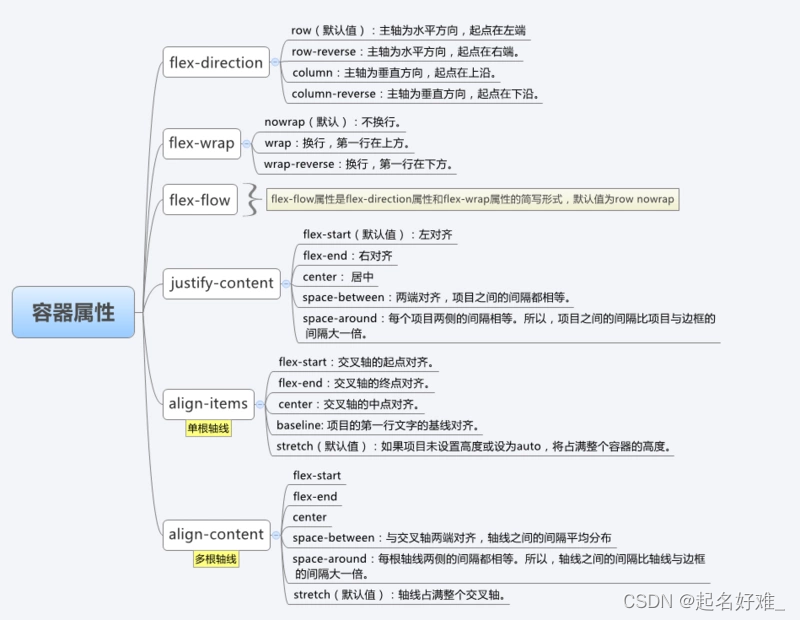 容器属性
flex-direction
row（默认值）：主轴为水平方向，起点在左端
row-reverse：主轴为水平方向，起点在右端。
column：主轴为垂直方向，起点在上沿。
column-reverse：主轴为垂直方向，起点在下沿。
flex-wrap
nowrap（默认）：不换行。
wrap：换行，第一行在上方。
wrap-reverse：换行，第一行在下方。
flex-flow
flex-flow属性是flex-direction属性和flex-wrap属性的简写形式，默认值为row nowrap
justify-content
flex-start（默认值）：左对齐
flex-end：右对齐
center： 居中
space-between：两端对齐，项目之间的间隔都相等。
space-around：每个项目两侧的间隔相等。所以，项目之间的间隔比项目与边框的
间隔大一倍。
align-items
单根轴线
flex-start：交叉轴的起点对齐。
flex-end：交叉轴的终点对齐。
center：交叉轴的中点对齐。
baseline: 项目的第一行文字的基线对齐。
stretch（默认值）：如果项目未设置高度或设为auto，将占满整个容器的高度。
align-content
多根轴线
flex-start
flex-end
center
space-between：与交叉轴两端对齐，轴线之间的间隔平均分布
space-around：每根轴线两侧的间隔都相等。所以，轴线之间的间隔比轴线与边框
的间隔大一倍。
stretch（默认值）：轴线占满整个交叉轴。
CSDN @起名好难_